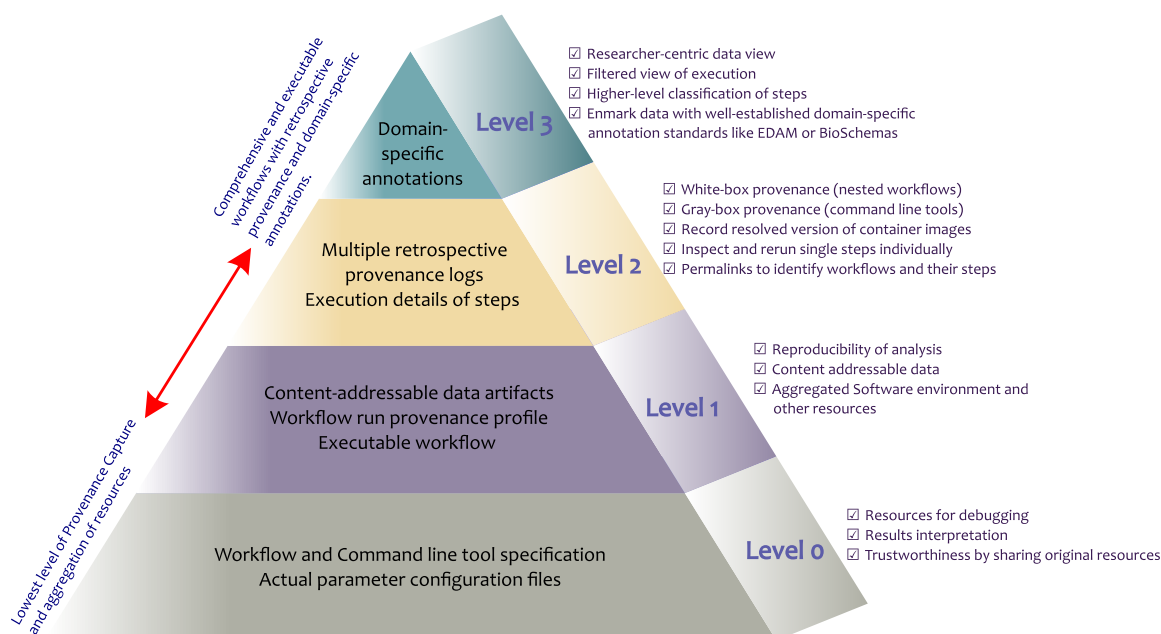 Comprehensive and executable
workflows with retrospective
provenance and domain-specific
annotations.
Domain-
specific
annotations
Level 3
☑ Researcher-centric data view
☑ Filtered view of execution
☑ Higher-level classification of steps
☑ Enmark data with well-established domain-specific
annotation standards like EDAM or BioSchemas
Multiple retrospective
provenance logs
Execution details of steps
Level 2
☑ White-box provenance (nested workflows)
☑ Gray-box provenance (command line tools)
☑ Record resolved version of container images
☑ Inspect and rerun single steps individually
☑ Permalinks to identify workflows and their steps
Content-addressable data artifacts
Workflow run provenance profile
Executable workflow
Level 1
☑ Reproducibility of analysis
☑ Content addressable data
☑ Aggregated Software environment and
other resources
Lowest level of Provenance Capture
and aggregation of resources
Workflow and Command line tool specification
Actual parameter configuration files
Level 0
☑ Resources for debugging
☑ Results interpretation
☑ Trustworthiness by sharing original resources